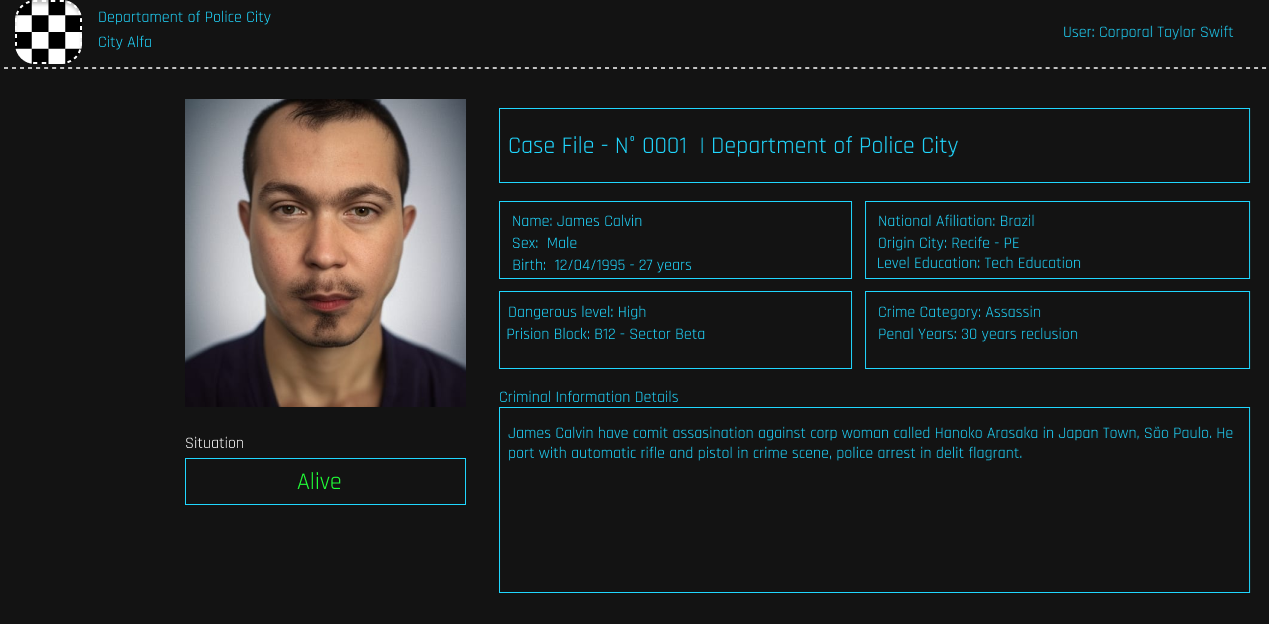 Departament of Police City
City Alfa
User: Corporal Taylor Swift
Case File - N° 0001 | Department of Police City
Name: James Calvin
Sex: Male
Birth: 12/04/1995 - 27 years
National Afiliation: Brazil
Origin City: Recife - PE
Level Education: Tech Education
Dangerous level: High
Prision Block: B12 - Sector Beta
Crime Category: Assassin
Penal Years: 30 years reclusion
Criminal Information Details
James Calvin have comit assasination against corp woman called Hanoko Arasaka in Japan Town, São Paulo. He
port with automatic rifle and pistol in crime scene, police arrest in delit flagrant.
Situation
Alive